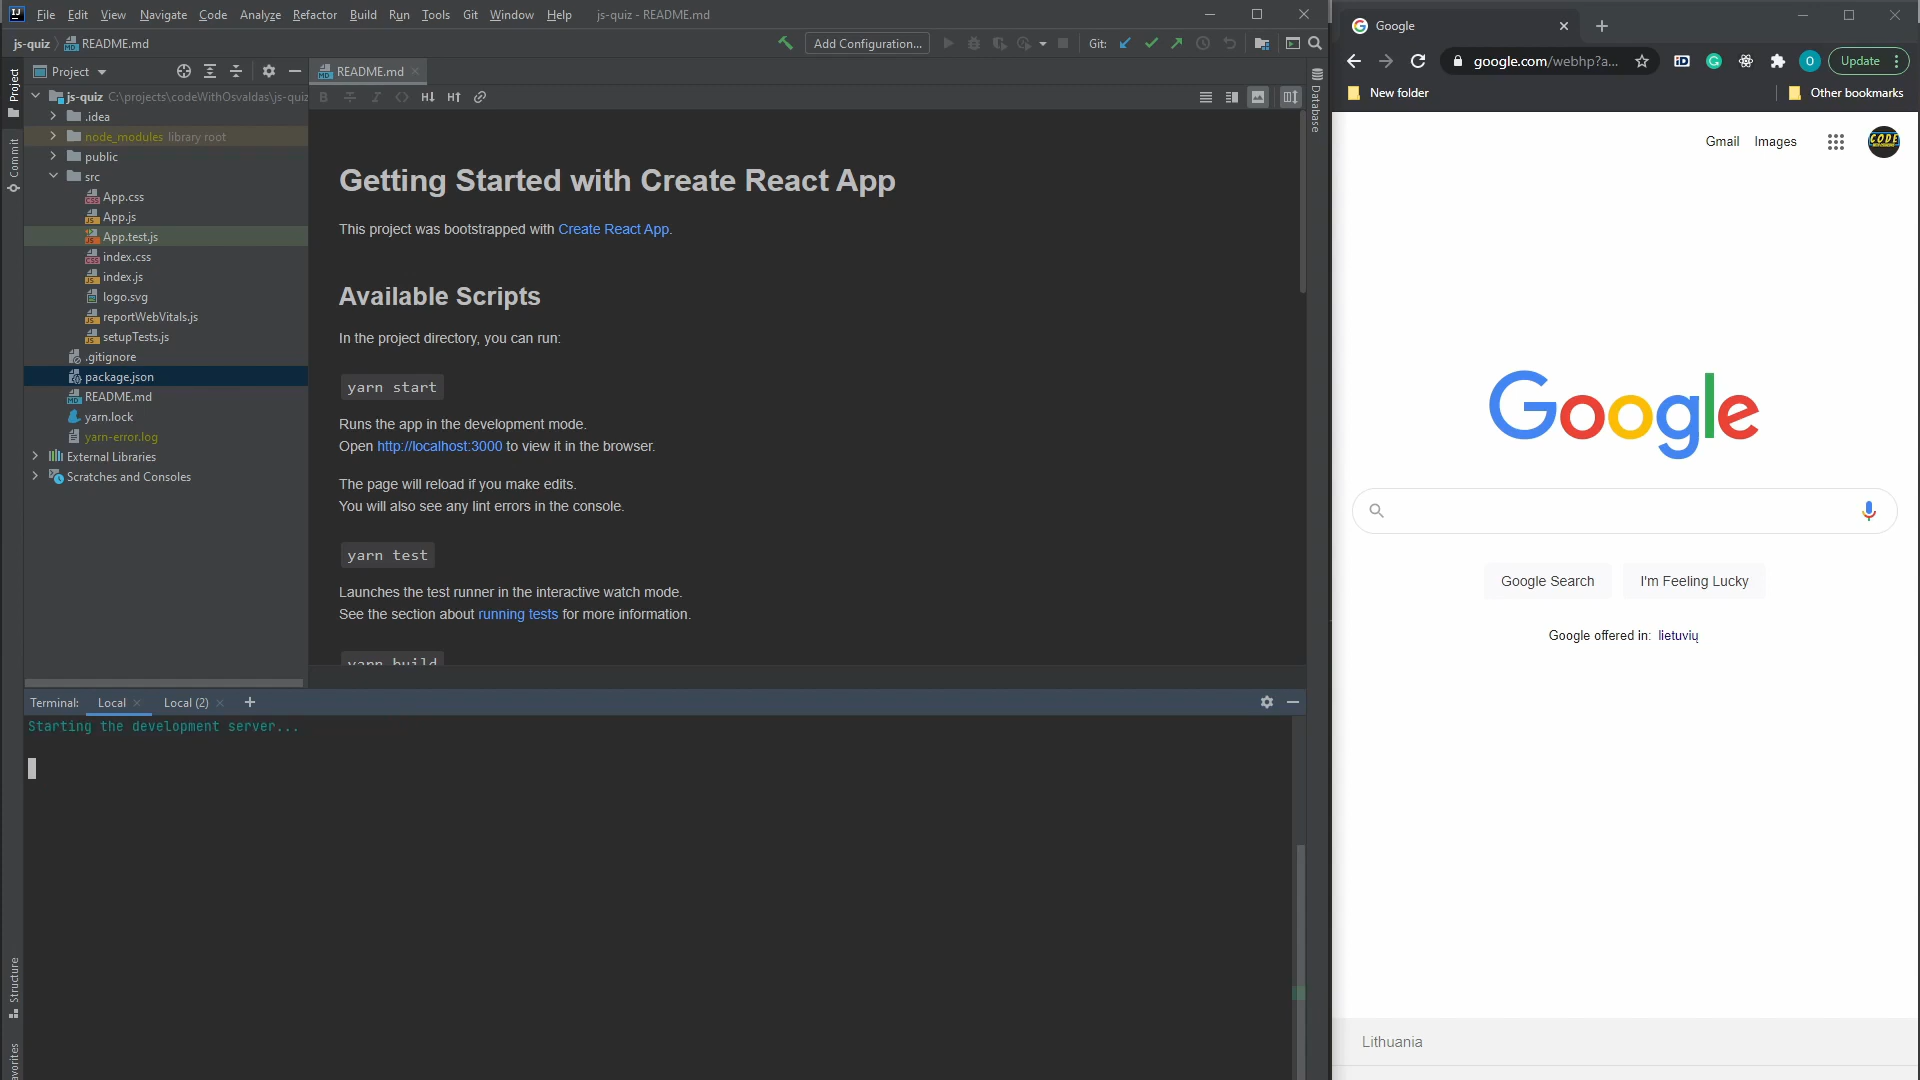 File Edit View Navigate Code Analyze Refactor Build Run Tools Git Window Help js-quiz - README.md
js-quiz README.md Add Configuration... Git:
Project
README.md
js-quiz C:\projects\codeWithOsvaldas\js-quiz
.idea
node_modules library root
public
src
App.css
App.js
App.test.js
index.css
index.js
logo.svg
reportWebVitals.js
setupTests.js
.gitignore
package.json
README.md
yarn.lock
yarn-error.log
External Libraries
Scratches and Consoles
Project
Commit
Structure
Database
Getting Started with Create React App
This project was bootstrapped with Create React App.
Available Scripts
In the project directory, you can run:
yarn start
Runs the app in the development mode.
Open http://localhost:3000 to view it in the browser.
The page will reload if you make edits.
You will also see any lint errors in the console.
yarn test
Launches the test runner in the interactive watch mode.
See the section about running tests for more information.
yarn build
Terminal: Local Local (2)
Starting the development server...
Google
google.com/webhp?a...
Update
New folder
Other bookmarks
Gmail Images
CODE
Google
Google Search
I'm Feeling Lucky
Google offered in: lietuvių
Lithuania